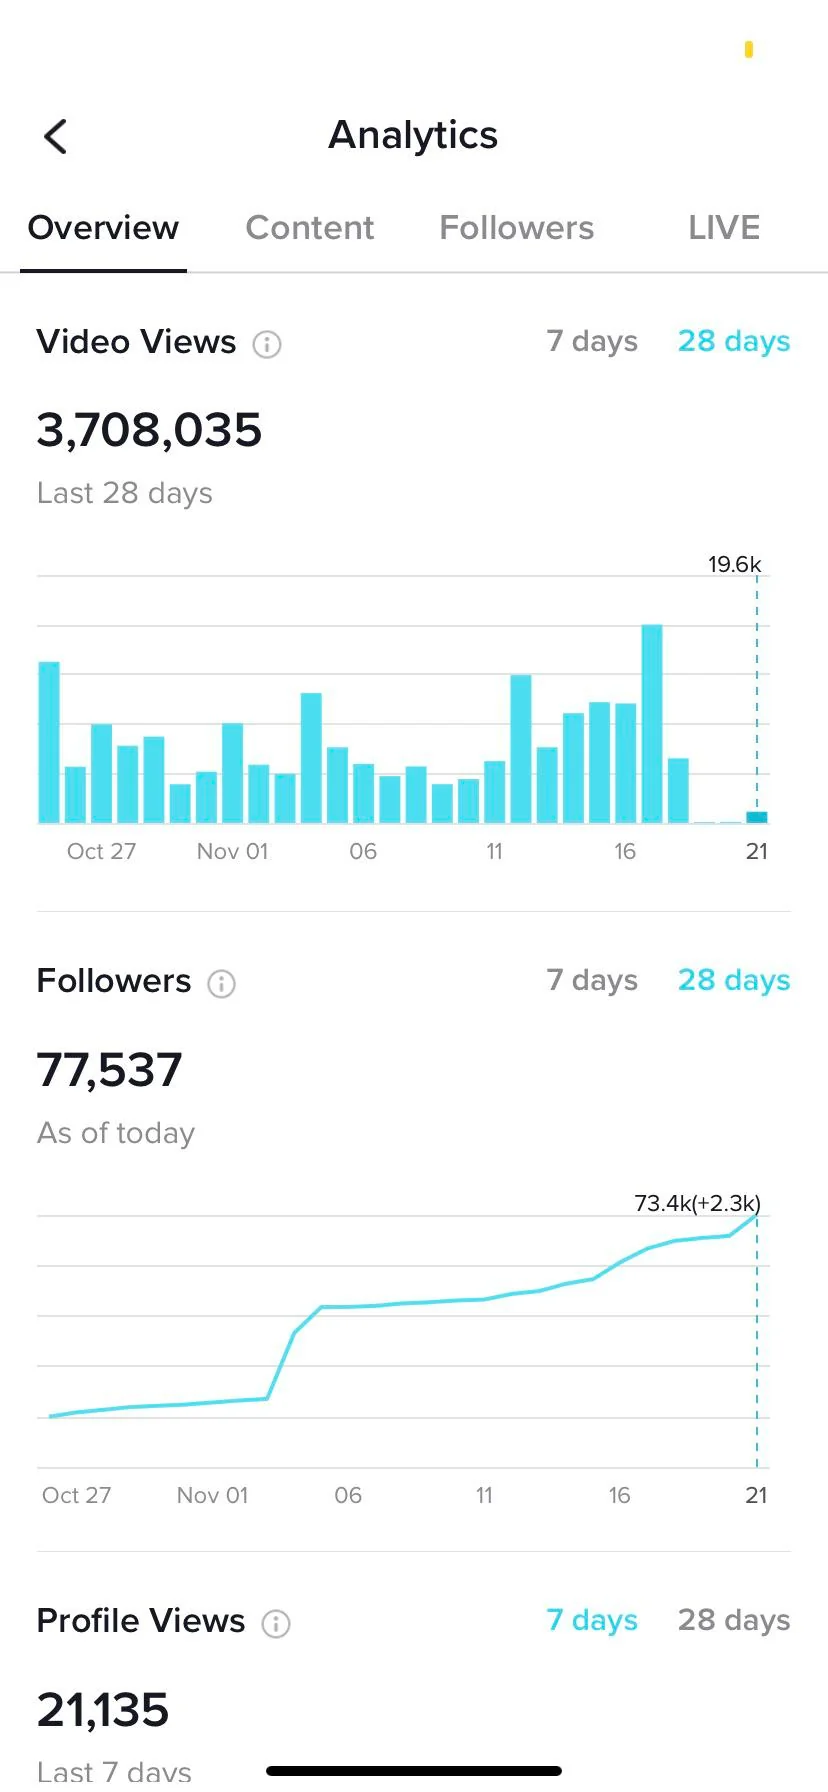 Analytics
Overview Content Followers LIVE
Video Views 7 days 28 days
3,708,035
Last 28 days
19.6k
Oct 27 Nov 01 06 11 16 21
Followers 7 days 28 days
77,537
As of today
73.4k(+2.3k)
Oct 27 Nov 01 06 11 16 21
Profile Views 7 days 28 days
21,135
Last 7 days